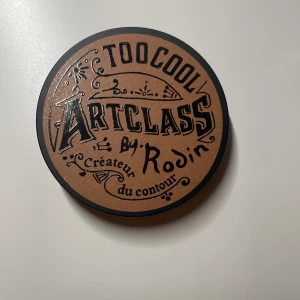 TOO COOL
ARTCLASS
By Rodin
Créateur
du contour